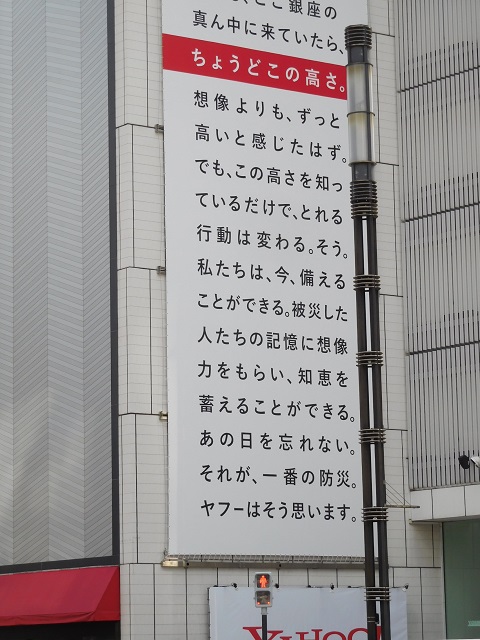 、ここ銀座の
真ん中に来ていたら、
ちょうどこの高さ。
想像よりも、ずっと
高いと感じたはず。
でも、この高さを知っ
ているだけで、とれる
行動は変わる。そう。
私たちは、今、備える
ことができる。被災した
人たちの記憶に想像
力をもらい、知恵を
蓄えることができる。
あの日を忘れない。
それが、一番の防災。
ヤフーはそう思います。
YAHOO!